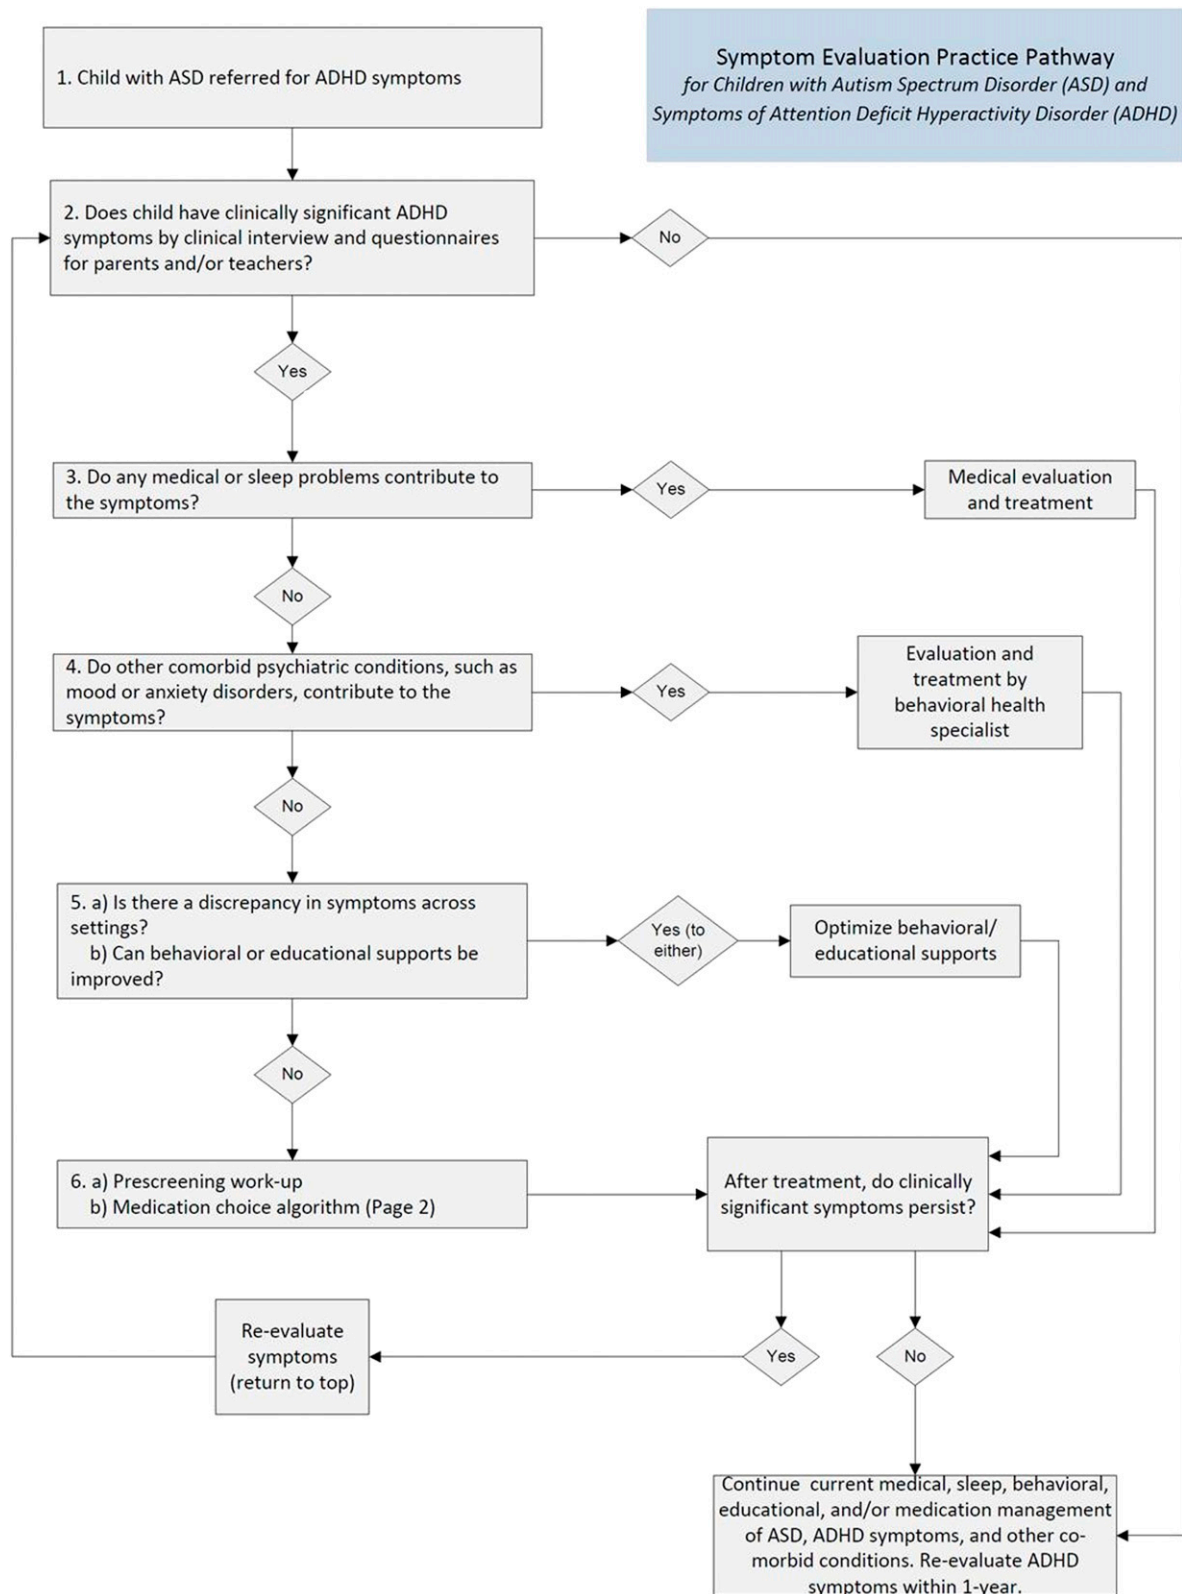 1. Child with ASD referred for ADHD symptoms
Symptom Evaluation Practice Pathway
for Children with Autism Spectrum Disorder (ASD) and
Symptoms of Attention Deficit Hyperactivity Disorder (ADHD)
2. Does child have clinically significant ADHD
symptoms by clinical interview and questionnaires
for parents and/or teachers?
No
Yes
3. Do any medical or sleep problems contribute to
the symptoms?
Yes
Medical evaluation
and treatment
No
4. Do other comorbid psychiatric conditions, such as
mood or anxiety disorders, contribute to the
symptoms?
Yes
Evaluation and
treatment by
behavioral health
specialist
No
5. a) Is there a discrepancy in symptoms across
settings?
b) Can behavioral or educational supports be
improved?
Yes (to
either)
Optimize behavioral/
educational supports
No
6. a) Prescreening work-up
b) Medication choice algorithm (Page 2)
After treatment, do clinically
significant symptoms persist?
Re-evaluate
symptoms
(return to top)
Yes
No
Continue current medical, sleep, behavioral,
educational, and/or medication management
of ASD, ADHD symptoms, and other co-
morbid conditions. Re-evaluate ADHD
symptoms within 1-year.